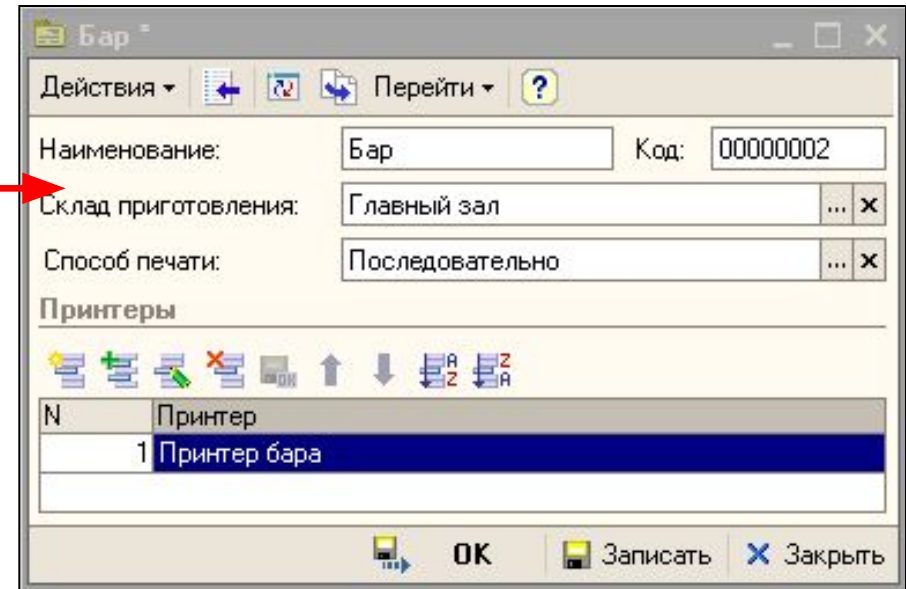 Бар *
Действия Перейти ?
Наименование: Бар Код: 00000002
Склад приготовления: Главный зал ... x
Способ печати: Последовательно ... x
Принтеры
N Принтер
1 Принтер бара
OK Записать Закрыть